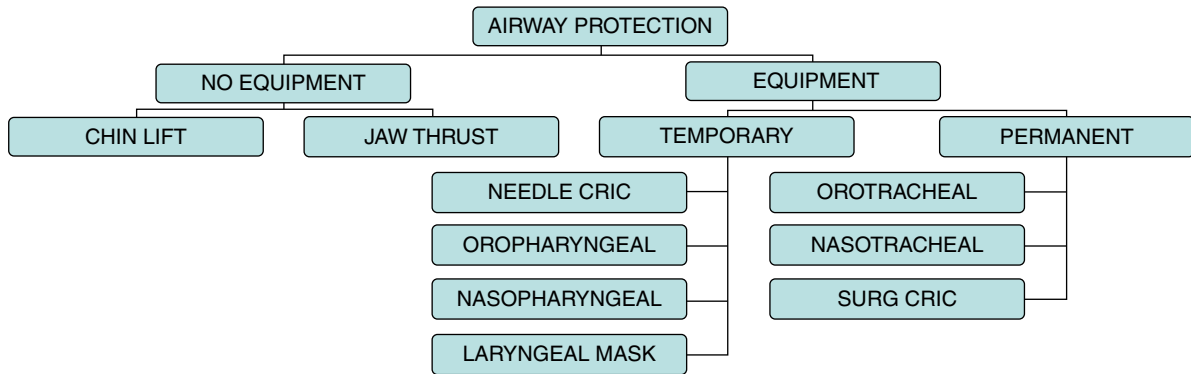 AIRWAY PROTECTION
NO EQUIPMENT
EQUIPMENT
CHIN LIFT
JAW THRUST
TEMPORARY
PERMANENT
NEEDLE CRIC
OROPHARYNGEAL
NASOPHARYNGEAL
LARYNGEAL MASK
OROTRACHEAL
NASOTRACHEAL
SURG CRIC